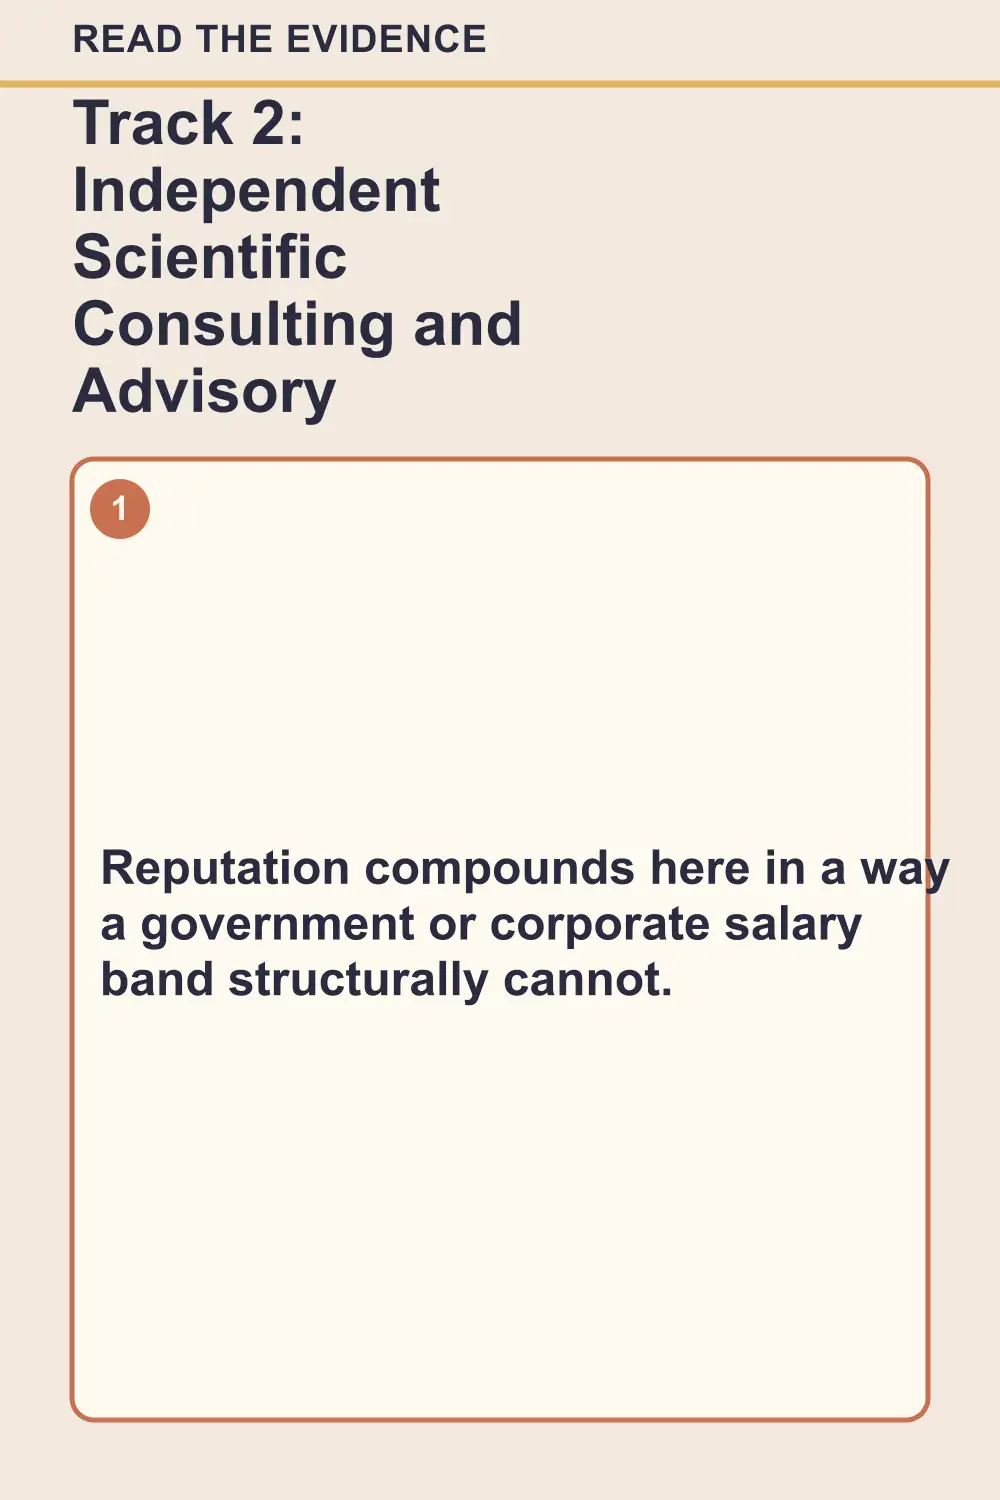 READ THE EVIDENCE
Track 2:
Independent
Scientific
Consulting and
Advisory
1
Reputation compounds here in a way
a government or corporate salary
band structurally cannot.